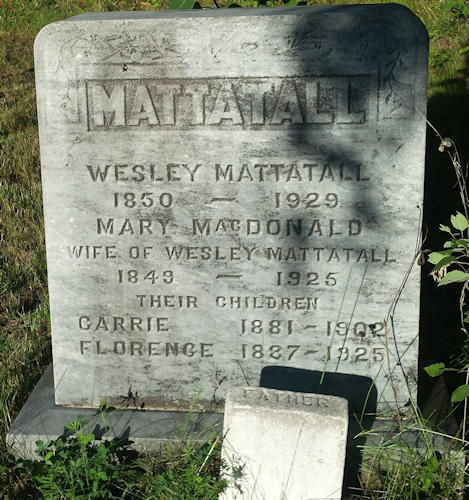 MATTATALL
WESLEY MATTATALL
1850 — 1929
MARY MACDONALD
WIFE OF WESLEY MATTATALL
1849 — 1925
THEIR CHILDREN
CARRIE 1881 - 1902
FLORENCE 1887 - 1925
FATHER